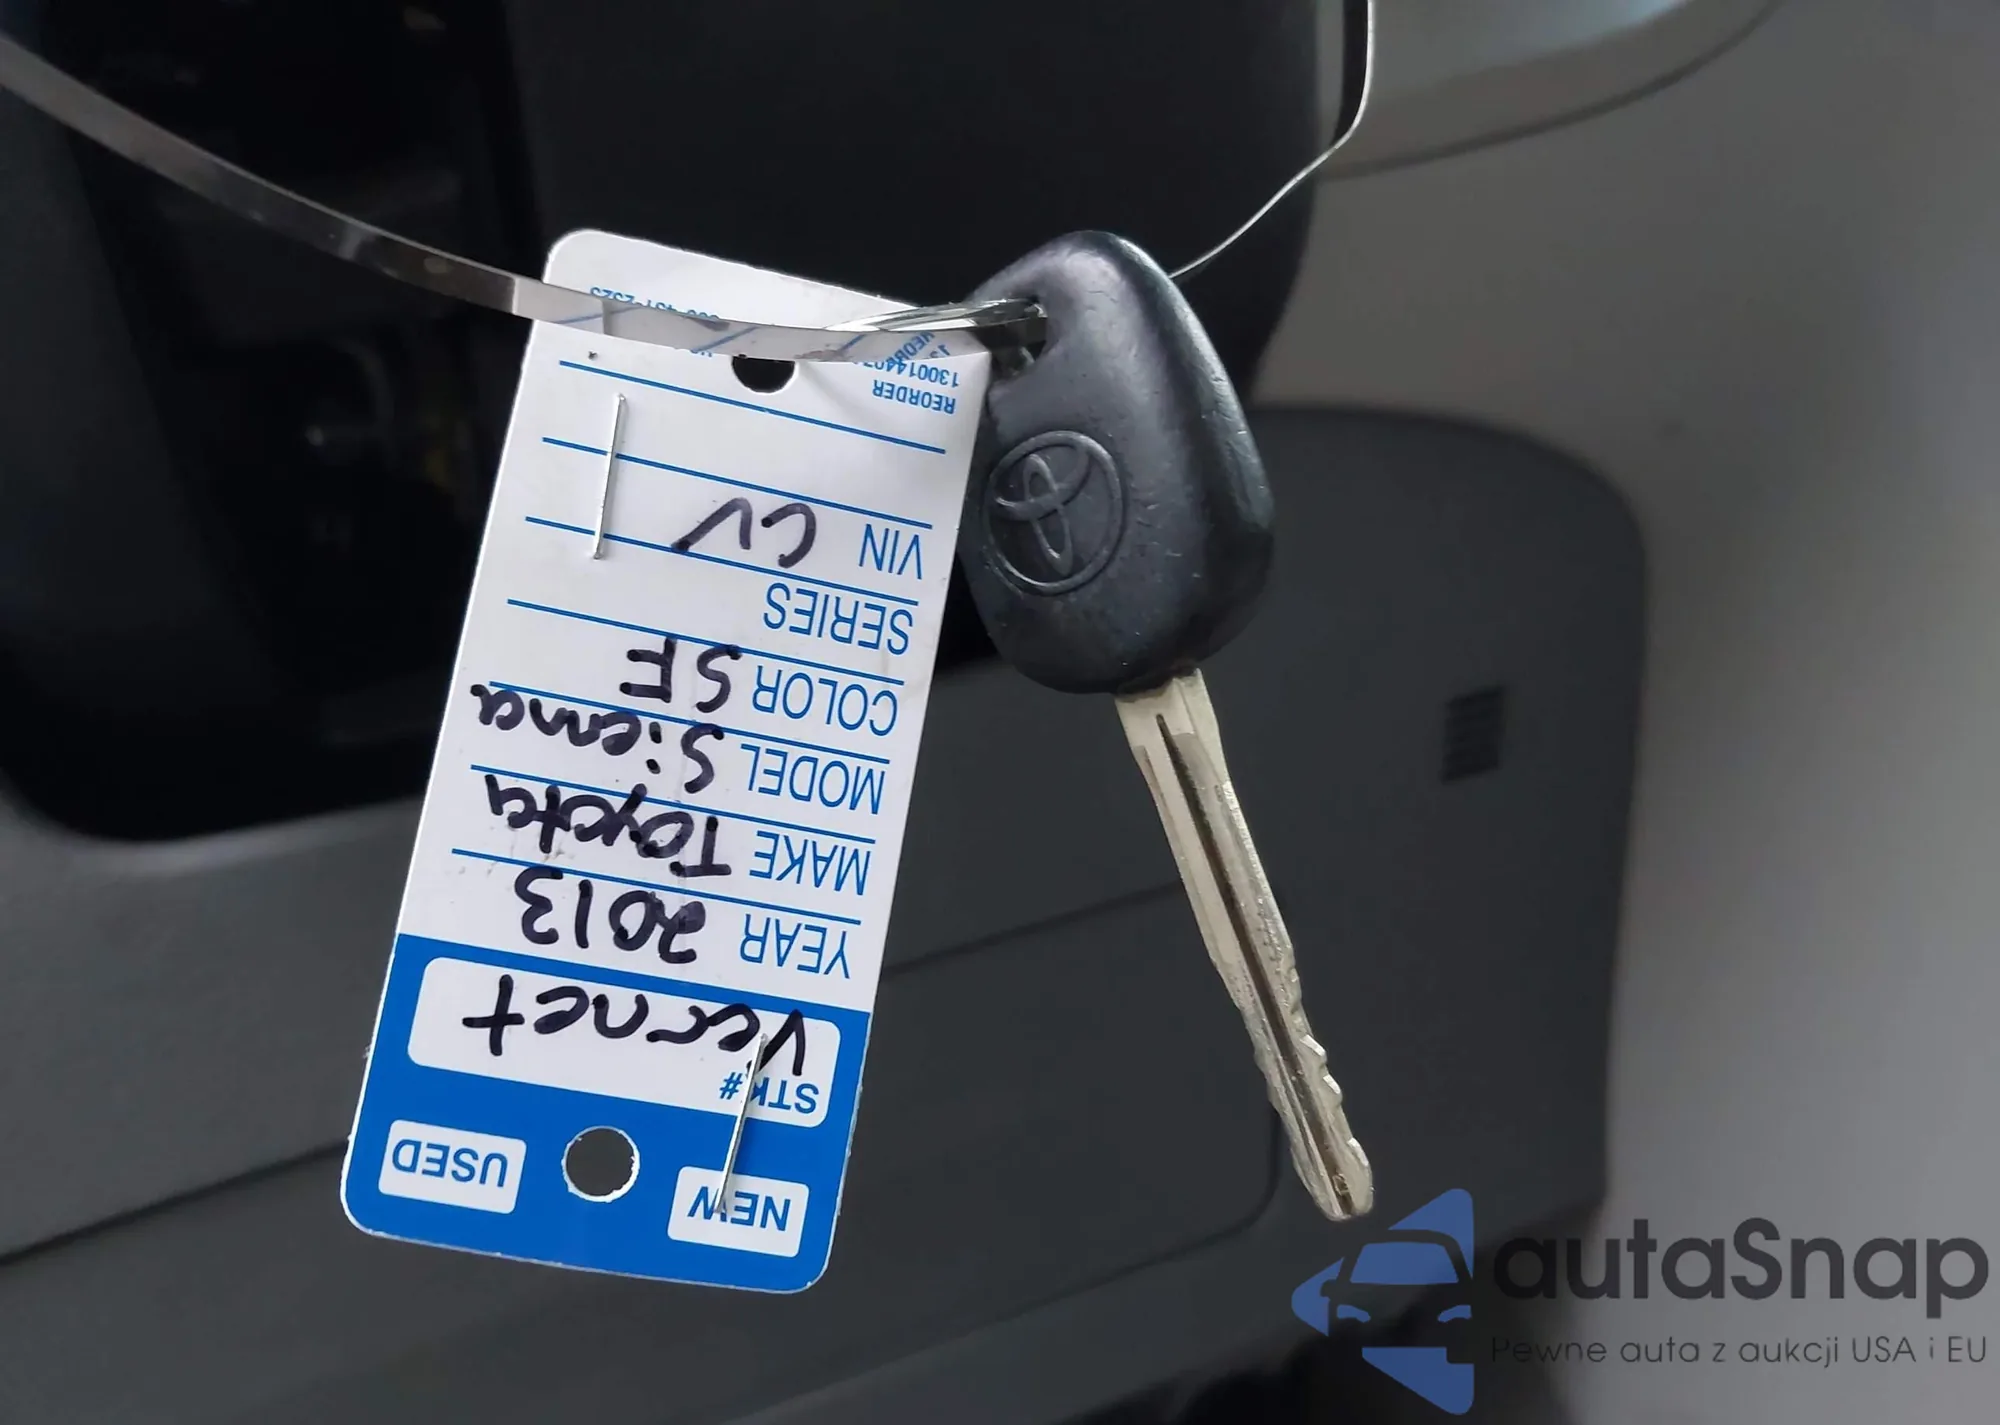 NEW
USED
STK#
Vernet
YEAR 2013
MAKE Toyota
MODEL Sienna
COLOR SE
SERIES
VIN CV
REORDER
autaSnap
Pewne auta z aukcji USA i EU